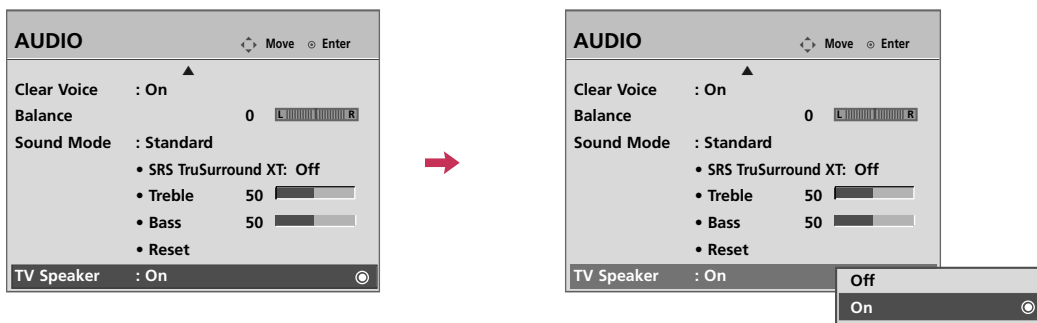 AUDIO
Move Enter
Clear Voice : On
Balance 0 L R
Sound Mode : Standard
• SRS TruSurround XT: Off
• Treble 50
• Bass 50
• Reset
TV Speaker : On
AUDIO
Move Enter
Clear Voice : On
Balance 0 L R
Sound Mode : Standard
• SRS TruSurround XT: Off
• Treble 50
• Bass 50
• Reset
TV Speaker : On
Off
On